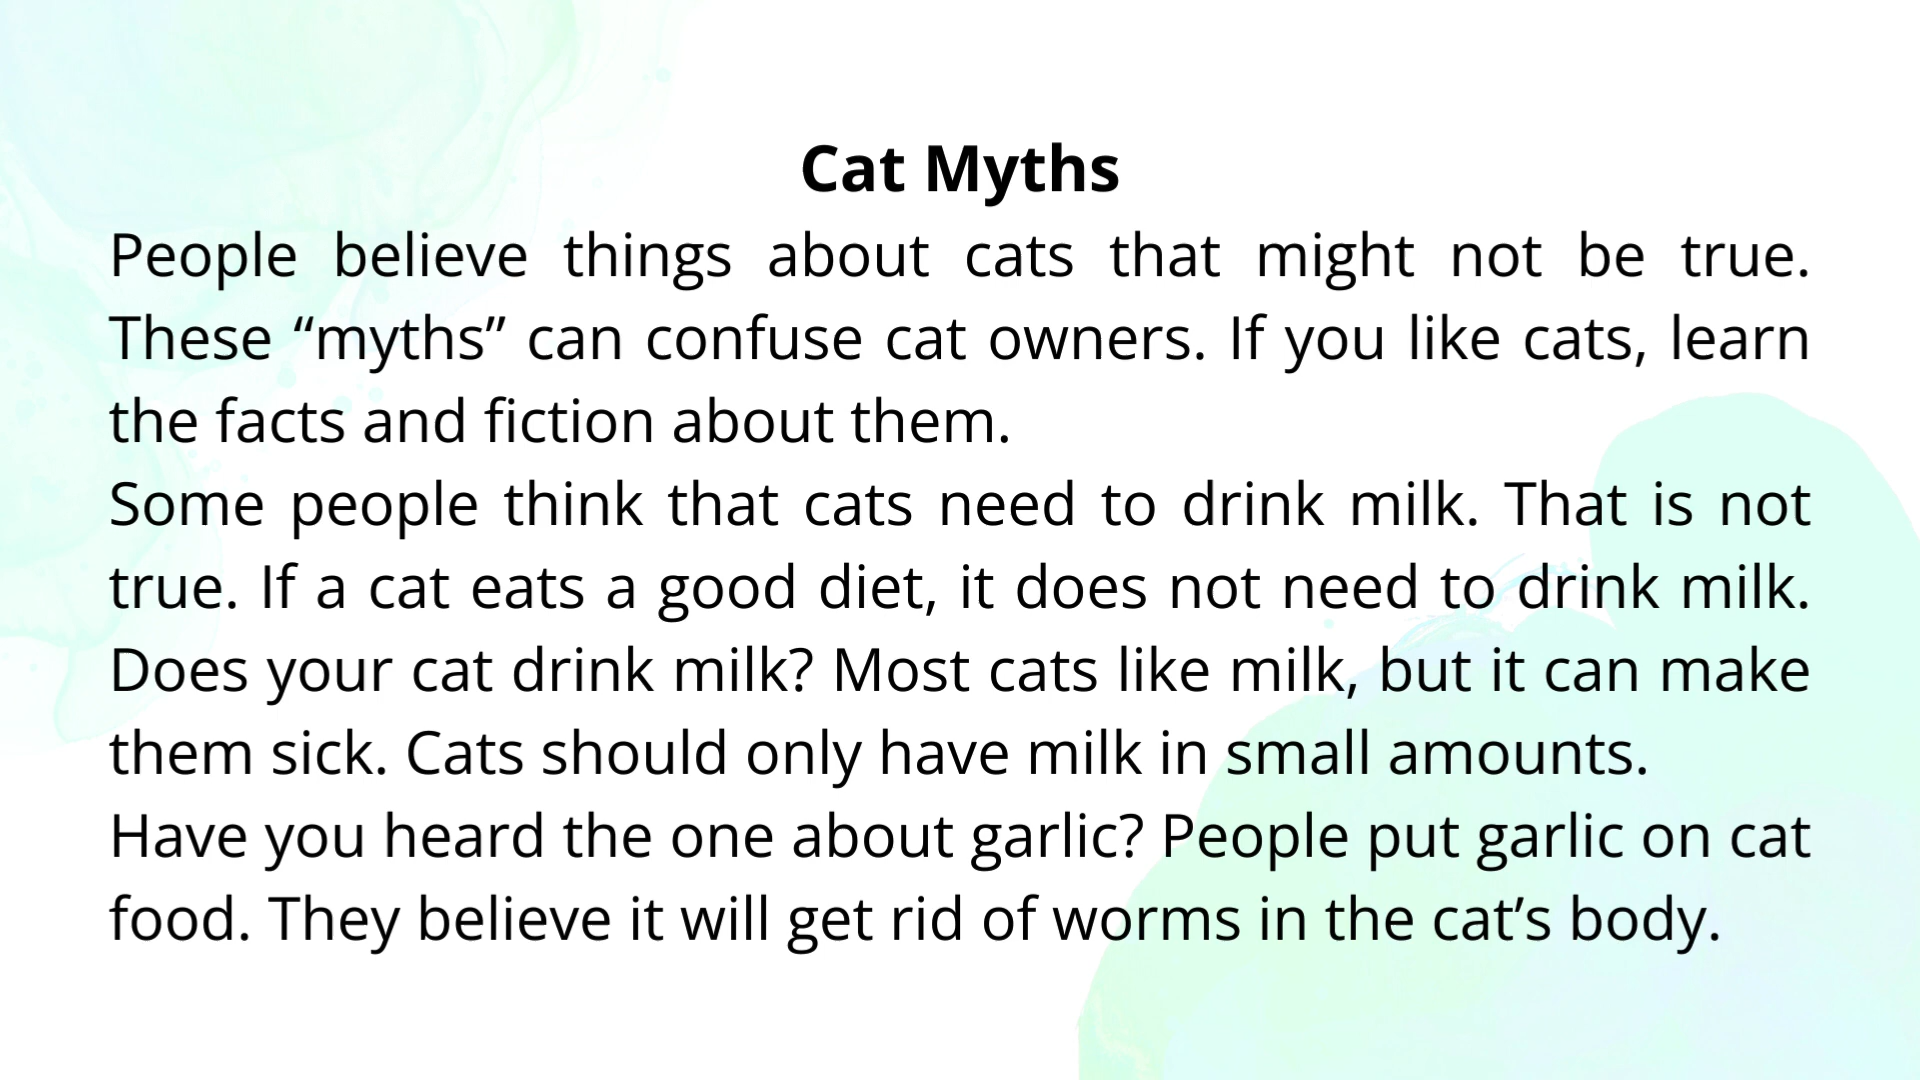 Cat Myths
People believe things about cats that might not be true.
These “myths” can confuse cat owners. If you like cats, learn
the facts and fiction about them.
Some people think that cats need to drink milk. That is not
true. If a cat eats a good diet, it does not need to drink milk.
Does your cat drink milk? Most cats like milk, but it can make
them sick. Cats should only have milk in small amounts.
Have you heard the one about garlic? People put garlic on cat
food. They believe it will get rid of worms in the cat’s body.